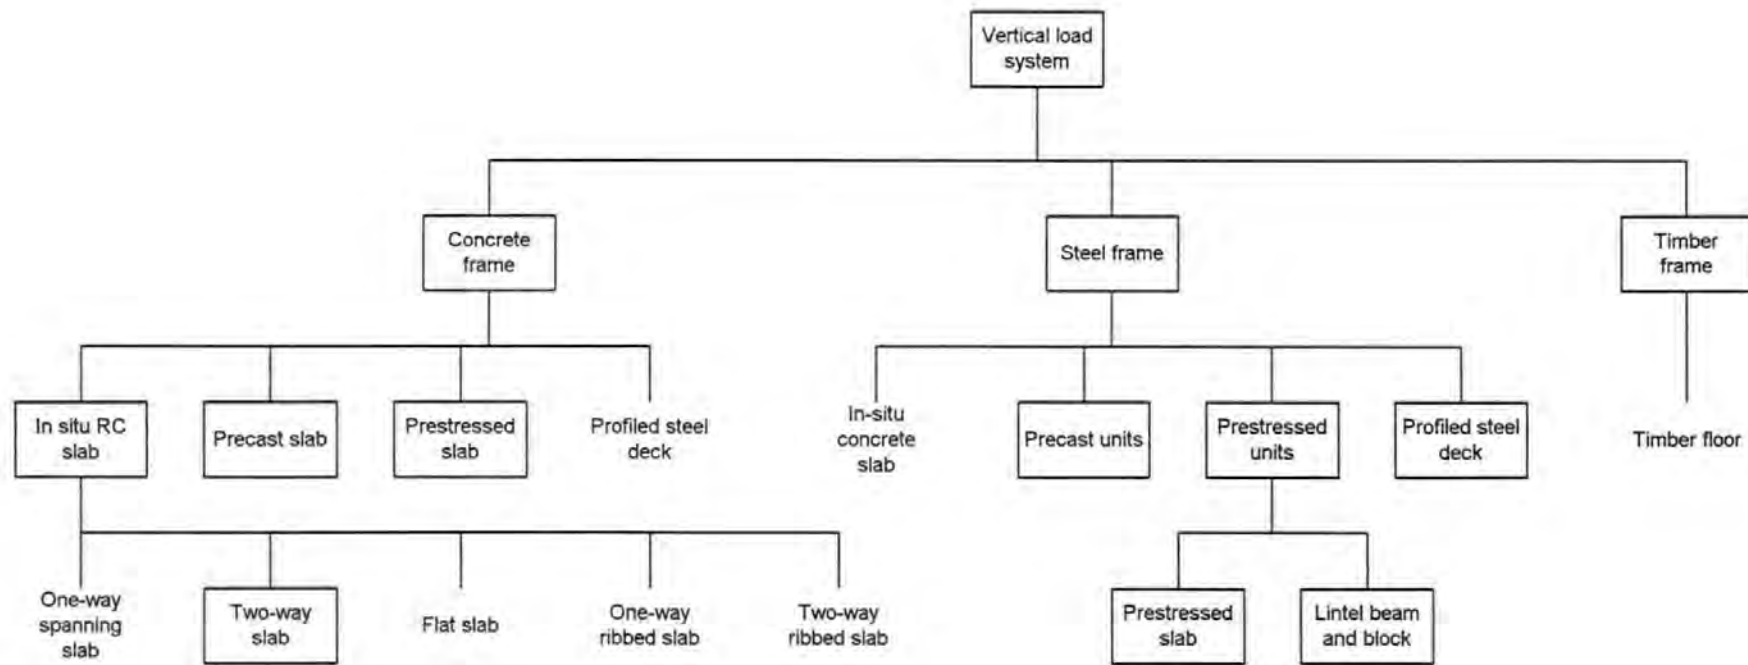 Vertical load
system
Concrete
frame
Steel frame
Timber
frame
In situ RC
slab
Precast slab
Prestressed
slab
Profiled steel
deck
In-situ
concrete
slab
Precast units
Prestressed
units
Profiled steel
deck
Timber floor
One-way
spanning
slab
Two-way
slab
Flat slab
One-way
ribbed slab
Two-way
ribbed slab
Prestressed
slab
Lintel beam
and block